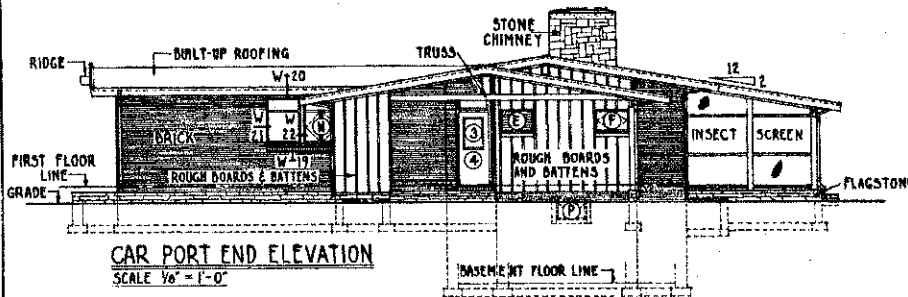 STONE
CHIMNEY
BUILT-UP ROOFING
TRUSS
RIDGE
W 20
12
2
BRICK
W
21
W
22
M
3
4
E
F
INSECT SCREEN
W 19
ROUGH BOARDS & BATTENS
ROUGH BOARDS
AND BATTENS
FIRST FLOOR
LINE
GRADE
FLAGSTONE
P
CAR PORT END ELEVATION
SCALE 1/8" = 1'-0"
BASEMENT FLOOR LINE